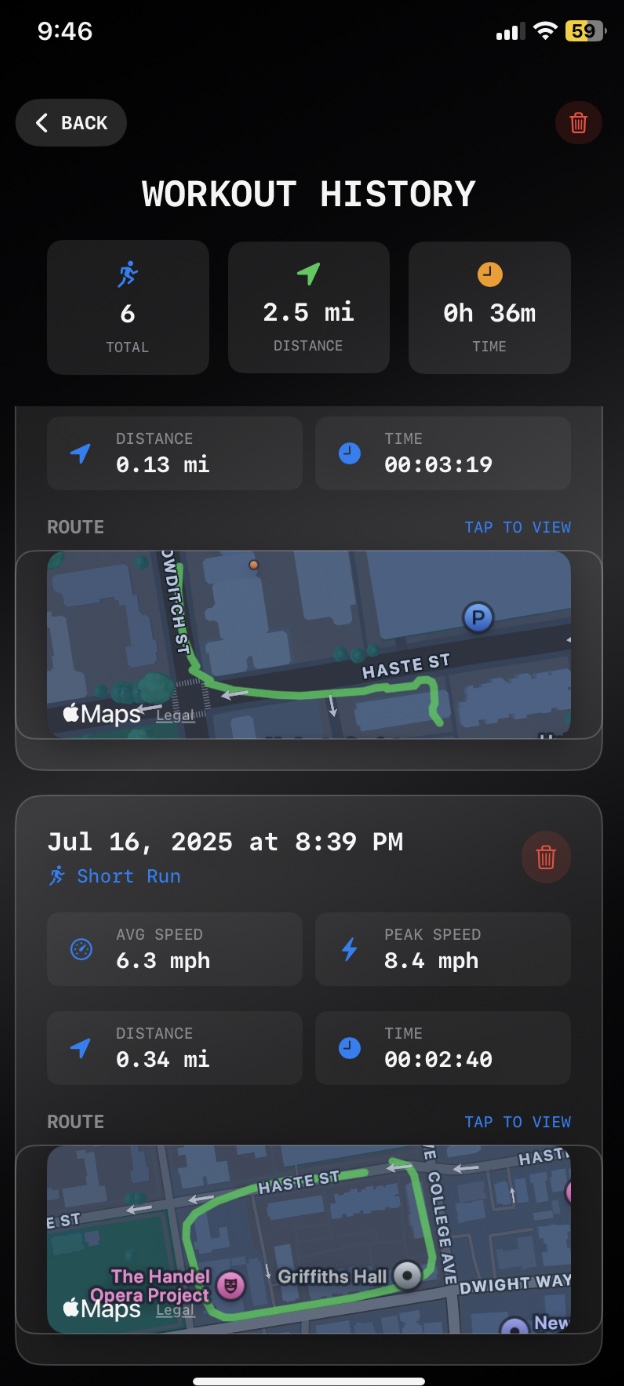 9:46
59
BACK
WORKOUT HISTORY
6
TOTAL
2.5 mi
DISTANCE
0h 36m
TIME
DISTANCE
0.13 mi
TIME
00:03:19
ROUTE
TAP TO VIEW
OWDITCH ST
P
HASTE ST
Maps
Legal
Jul 16, 2025 at 8:39 PM
Short Run
AVG SPEED
6.3 mph
PEAK SPEED
8.4 mph
DISTANCE
0.34 mi
TIME
00:02:40
ROUTE
TAP TO VIEW
HASTE ST
HAST
E ST
VE
COLLEGE AVE
The Handel
Opera Project
Griffiths Hall
DWIGHT WAY
Maps
Legal
New